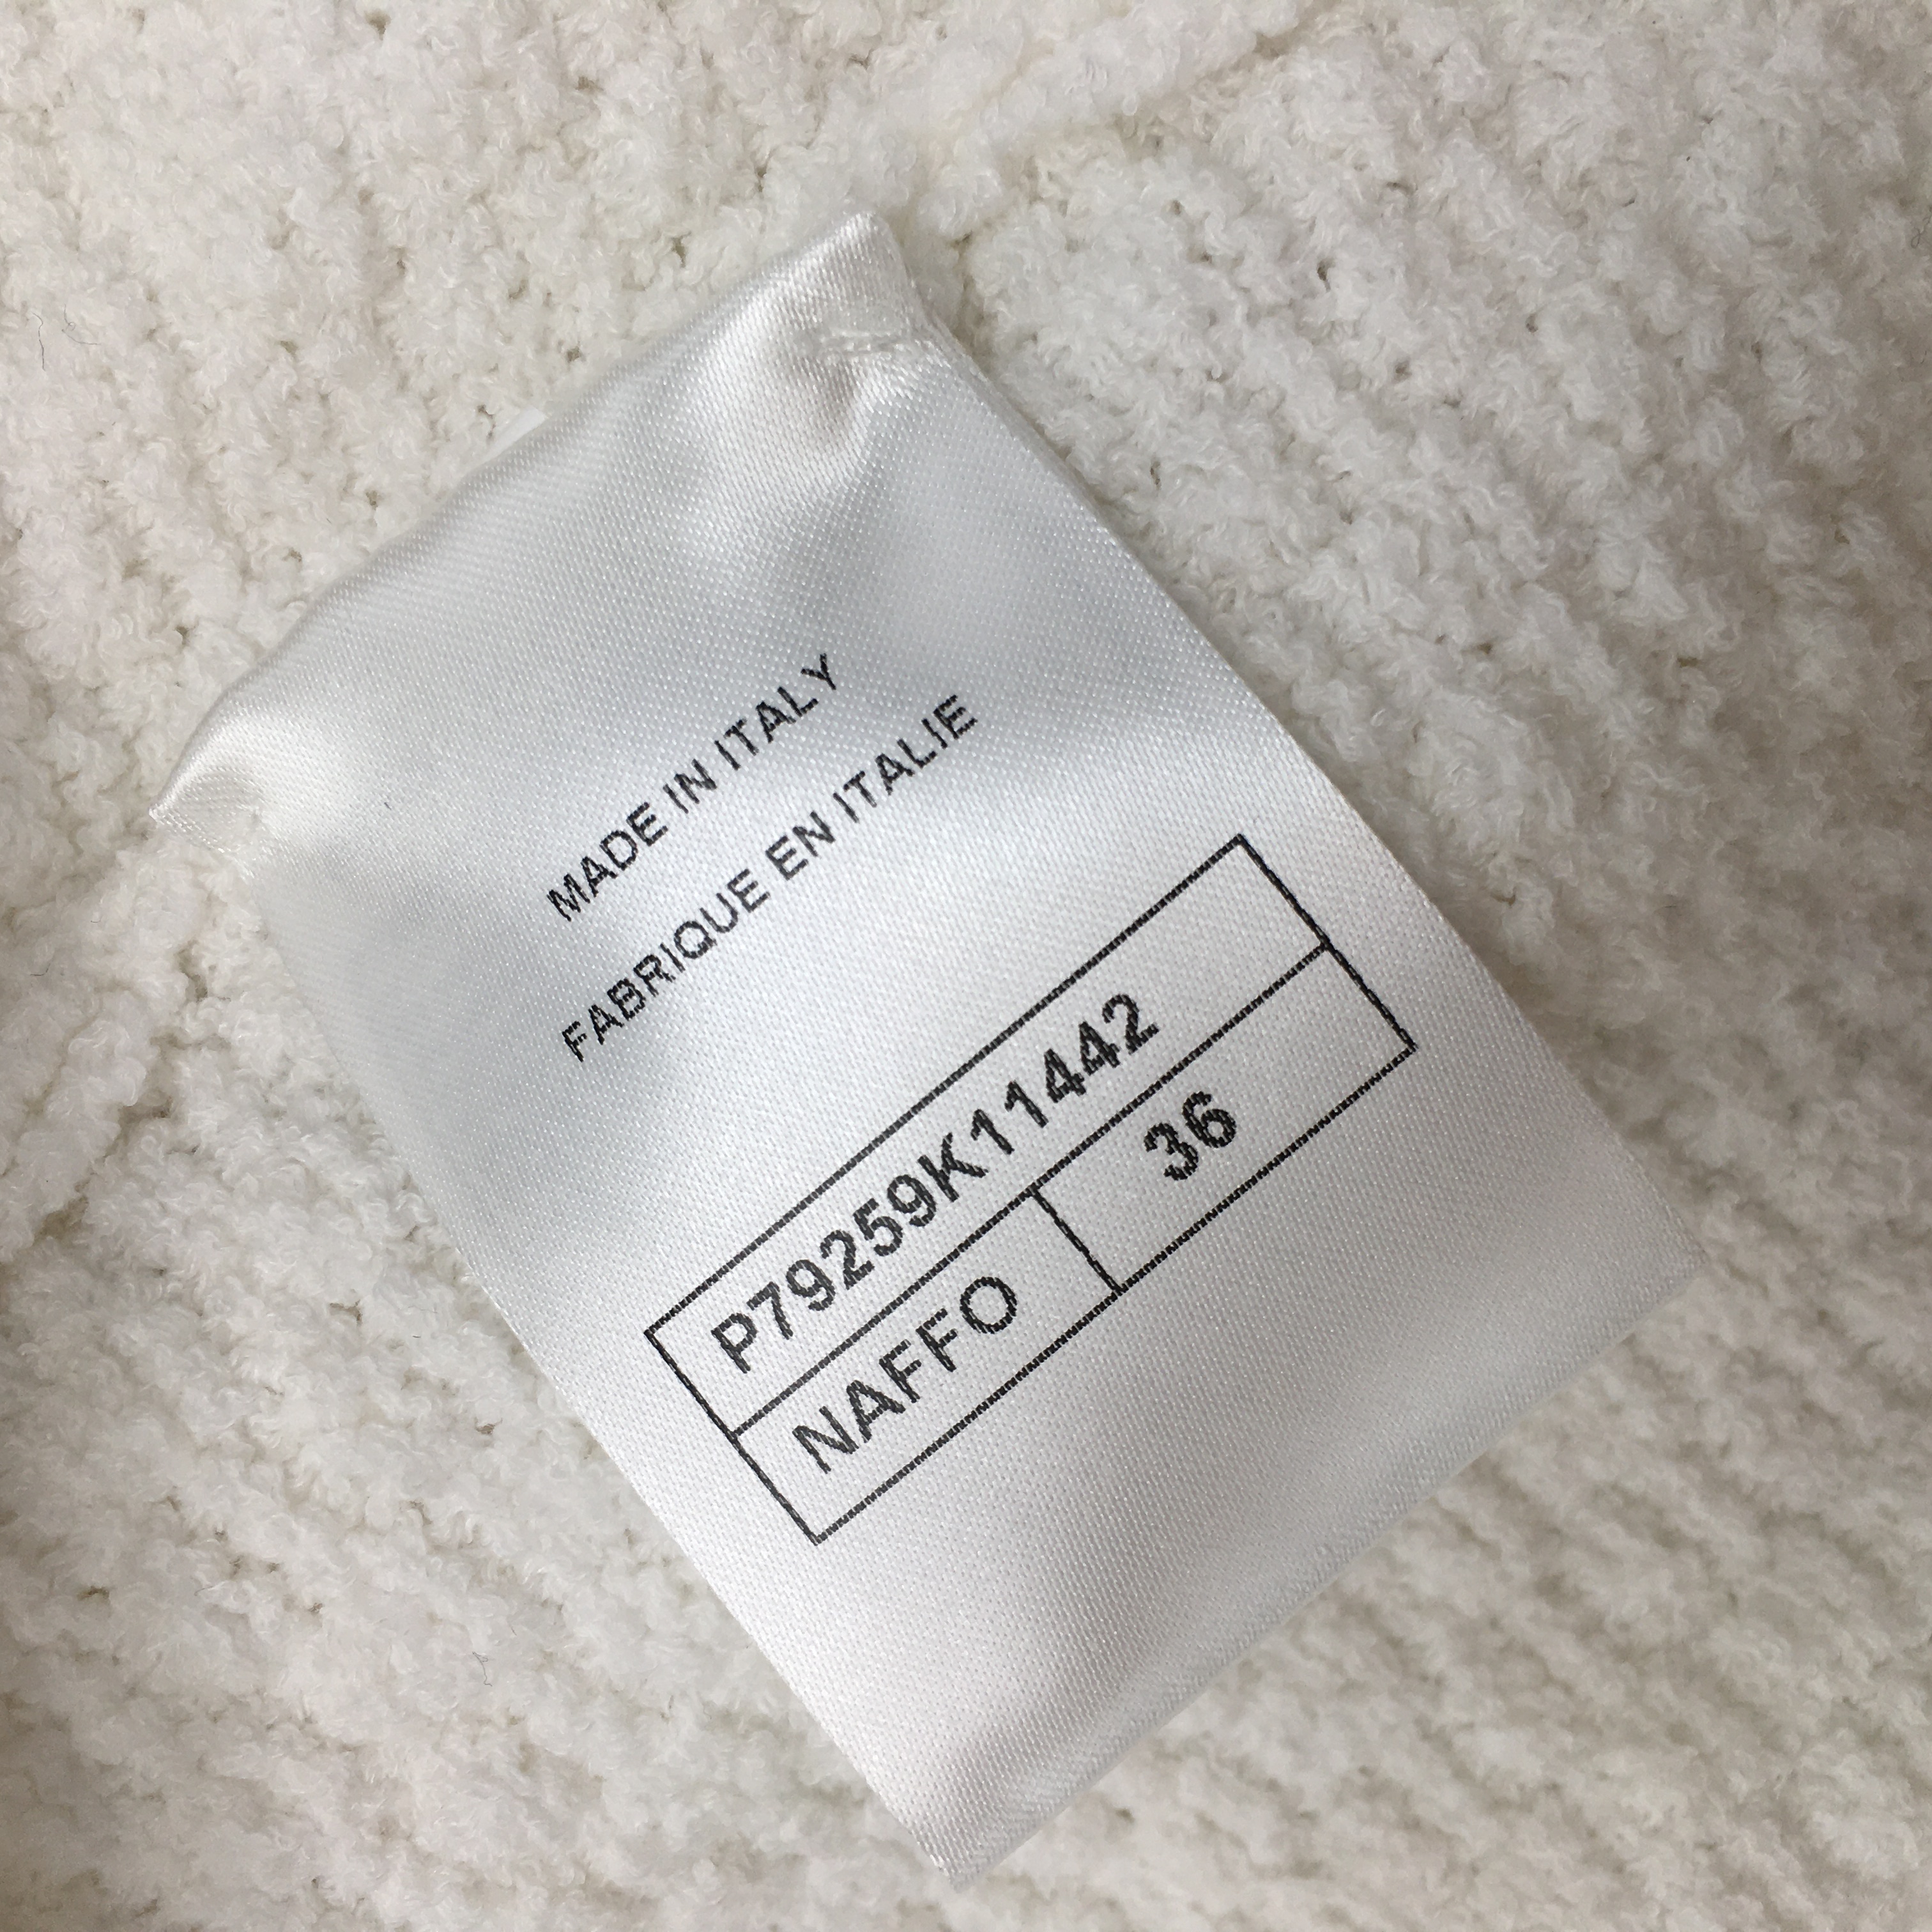 MADE IN ITALY
FABRIQUE EN ITALIE
P79259K11442
NAFFO 36